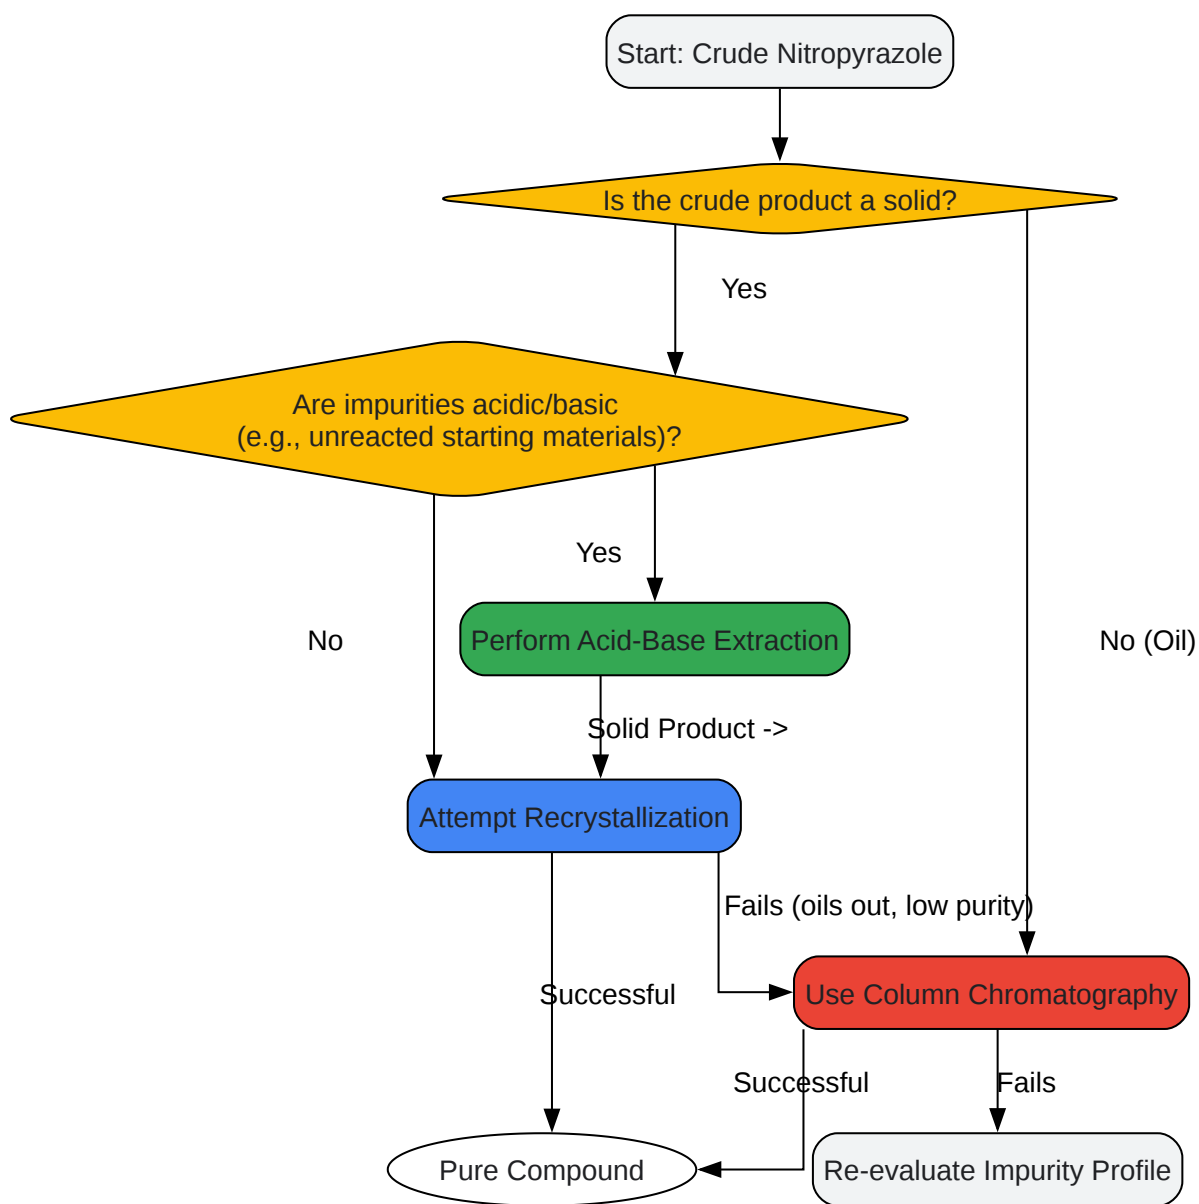 Start: Crude Nitropyrazole
Is the crude product a solid?
Yes
Are impurities acidic/basic
(e.g., unreacted starting materials)?
Yes
No
Perform Acid-Base Extraction
No (Oil)
Solid Product ->
Attempt Recrystallization
Fails (oils out, low purity)
Successful
Use Column Chromatography
Successful
Fails
Pure Compound
Re-evaluate Impurity Profile